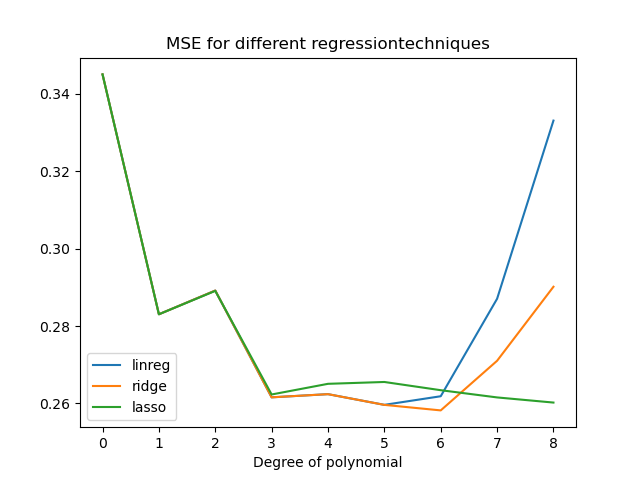 MSE for different regressiontechniques
0.34
0.32
0.30
0.28
0.26
linreg
ridge
lasso
0 1 2 3 4 5 6 7 8
Degree of polynomial